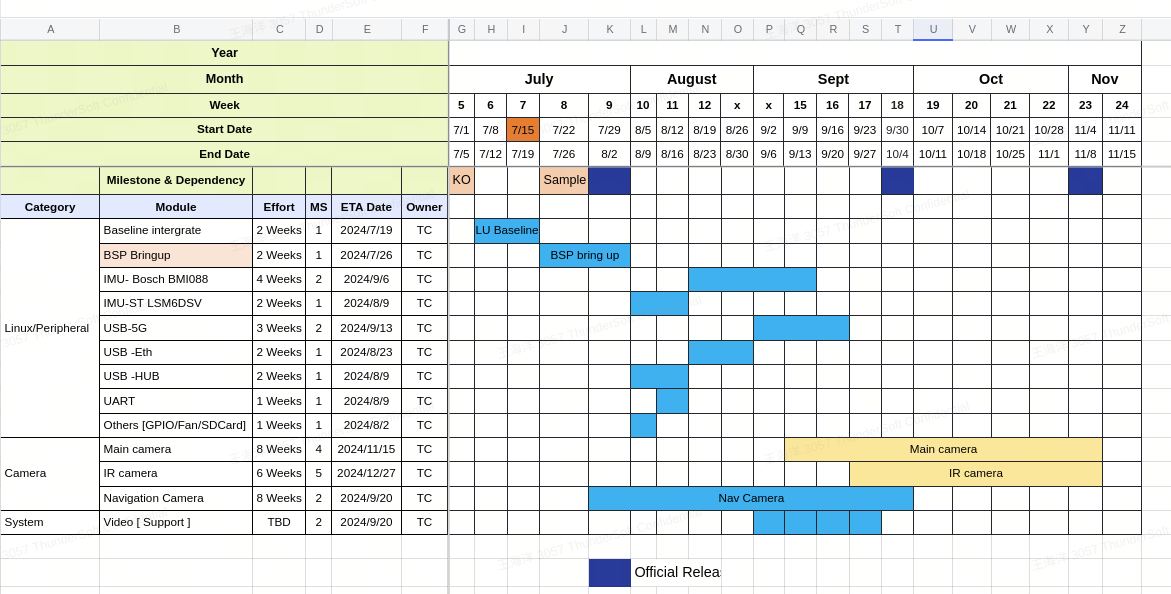 A B C D E F G H I J K L M N O P Q R S T U V W X Y Z
Year
Month July August Sept Oct Nov
Week 5 6 7 8 9 10 11 12 x x 15 16 17 18 19 20 21 22 23 24
Start Date 7/1 7/8 7/15 7/22 7/29 8/5 8/12 8/19 8/26 9/2 9/9 9/16 9/23 9/30 10/7 10/14 10/21 10/28 11/4 11/11
End Date 7/5 7/12 7/19 7/26 8/2 8/9 8/16 8/23 8/30 9/6 9/13 9/20 9/27 10/4 10/11 10/18 10/25 11/1 11/8 11/15
Milestone & Dependency KO Sample
Category Module Effort MS ETA Date Owner
Baseline intergrate 2 Weeks 1 2024/7/19 TC LU Baseline
BSP Bringup 2 Weeks 1 2024/7/26 TC BSP bring up
IMU- Bosch BMI088 4 Weeks 2 2024/9/6 TC
IMU-ST LSM6DSV 2 Weeks 1 2024/8/9 TC
Linux/Peripheral USB-5G 3 Weeks 2 2024/9/13 TC
USB -Eth 2 Weeks 1 2024/8/23 TC
USB -HUB 2 Weeks 1 2024/8/9 TC
UART 1 Weeks 1 2024/8/9 TC
Others [GPIO/Fan/SDCard] 1 Weeks 1 2024/8/2 TC
Main camera 8 Weeks 4 2024/11/15 TC Main camera
Camera IR camera 6 Weeks 5 2024/12/27 TC IR camera
Navigation Camera 8 Weeks 2 2024/9/20 TC Nav Camera
System Video [ Support ] TBD 2 2024/9/20 TC
Official Relea